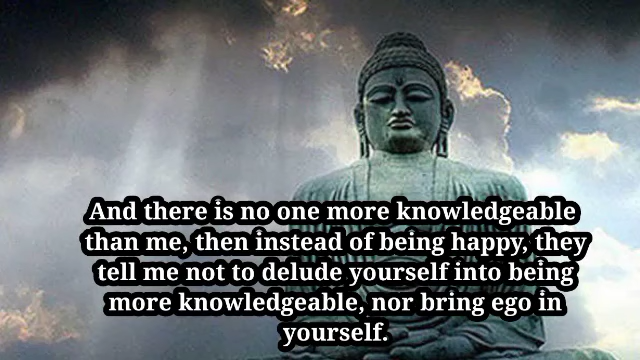 And there is no one more knowledgeable
than me, then instead of being happy, they
tell me not to delude yourself into being
more knowledgeable, nor bring ego in
yourself.